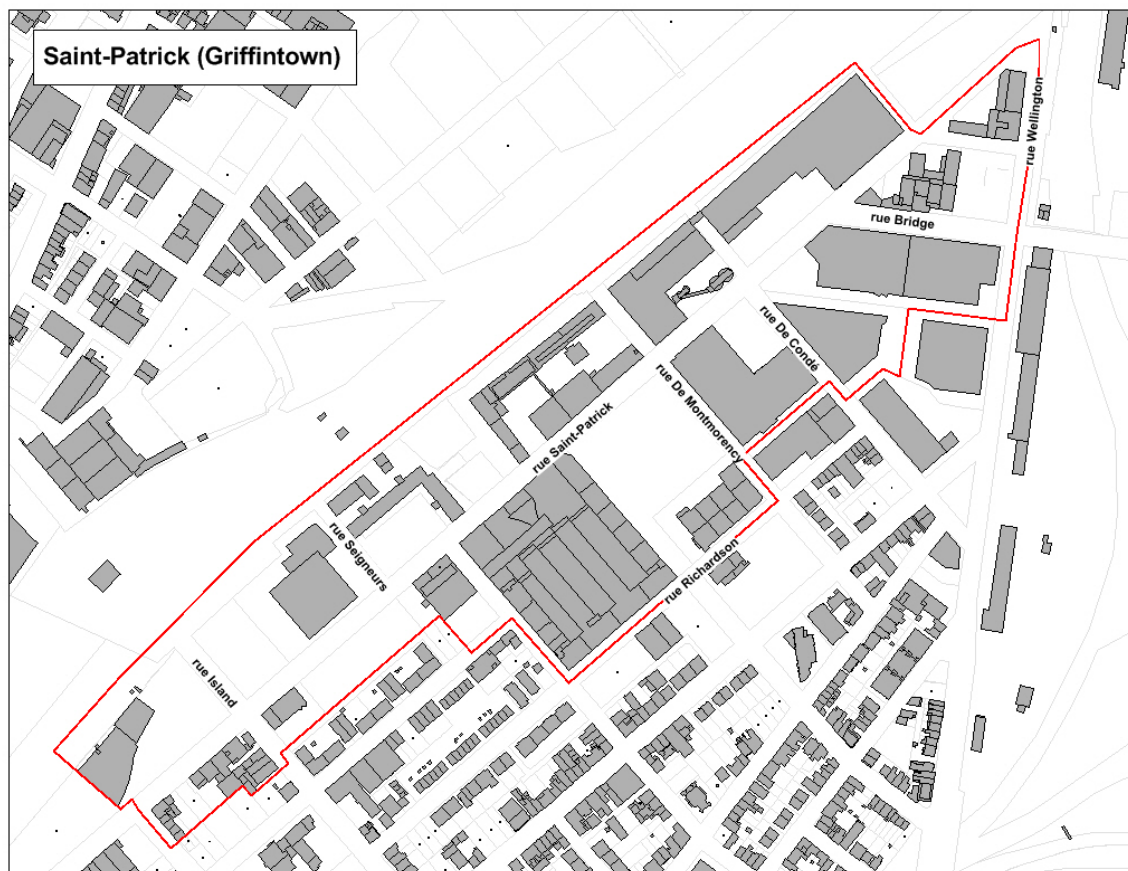 Saint-Patrick (Griffintown)
rue Wellington
rue Bridge
rue De Condé
rue De Montmorency
rue Saint-Patrick
rue Seigneurs
rue Richardson
rue Island